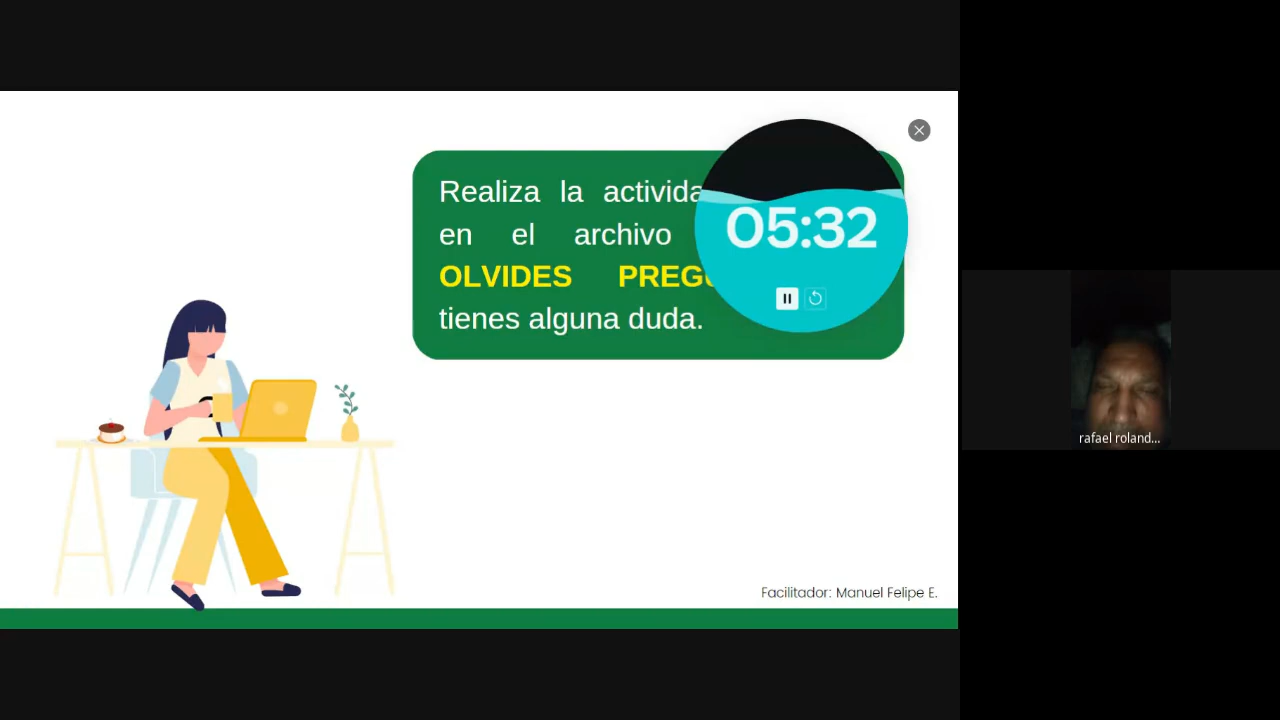 Realiza la activida
en el archivo
OLVIDES PREG
tienes alguna duda.
05:32
rafael roland...
Facilitador: Manuel Felipe E.